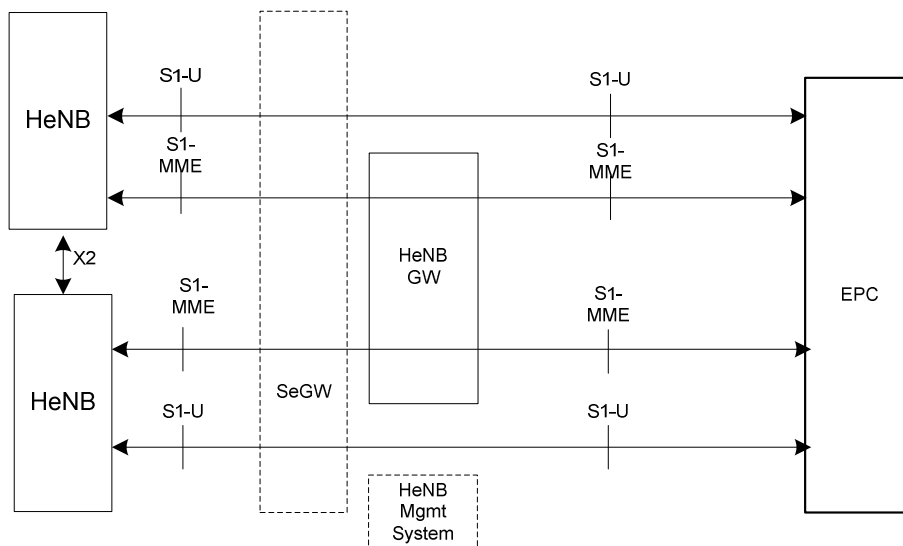 S1-U
S1-U
HeNB
S1-
MME
S1-
MME
HeNB
GW
X2
S1-
MME
S1-
MME
EPC
HeNB
SeGW
S1-U
S1-U
HeNB
Mgmt
System